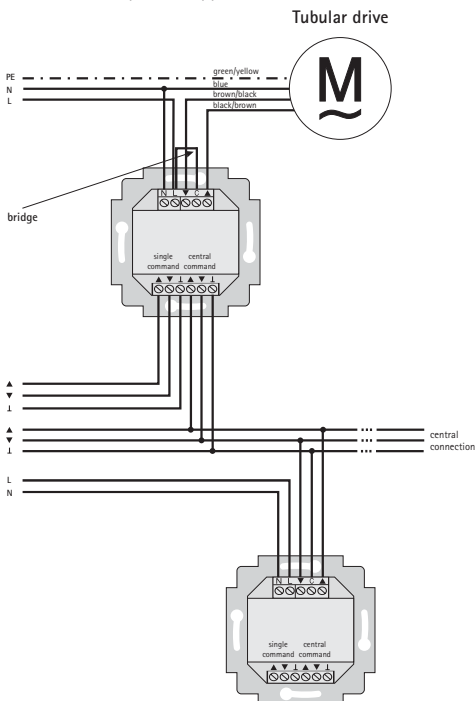 Tubular drive
M
PE
green/yellow
N
blue
L
brown/black
black/brown
bridge
N L ▼ C ▲
single central
command command
▲ ▼ ⊥ ▲ ▼ ⊥
▲
▼
⊥
▲
▼
⊥
central
connection
L
N
N L ▼ C ▲
single central
command command
▲ ▼ ⊥ ▲ ▼ ⊥